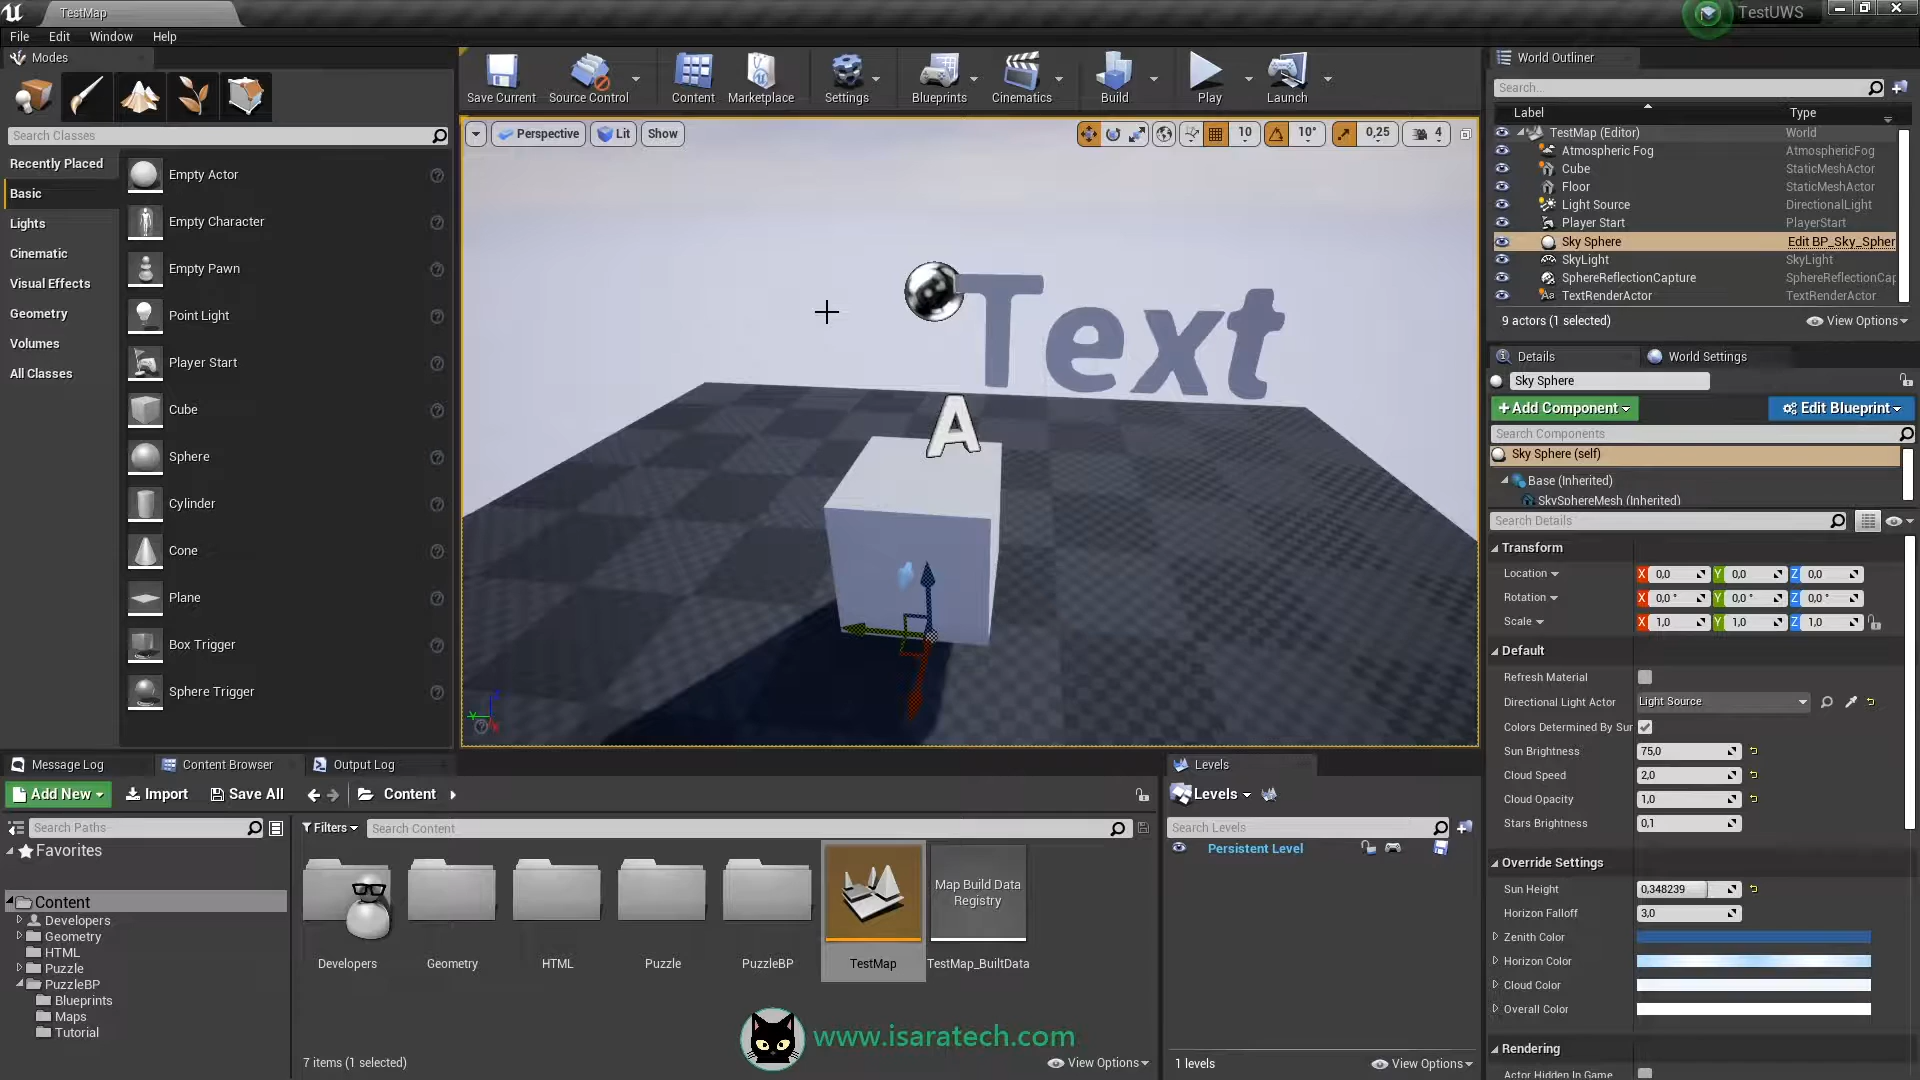 TestMap
TestUWS
File Edit Window Help
Modes
Search Classes
Recently Placed
Basic
Lights
Cinematic
Visual Effects
Geometry
Volumes
All Classes
Empty Actor
Empty Character
Empty Pawn
Point Light
Player Start
Cube
Sphere
Cylinder
Cone
Plane
Box Trigger
Sphere Trigger
Save Current Source Control Content Marketplace Settings Blueprints Cinematics Build Play Launch
Perspective Lit Show 10 10° 0,25 4
Text
A
World Outliner
Search...
Label Type
TestMap (Editor) World
Atmospheric Fog AtmosphericFog
Cube StaticMeshActor
Floor StaticMeshActor
Light Source DirectionalLight
Player Start PlayerStart
Sky Sphere Edit BP_Sky_Spher
SkyLight SkyLight
SphereReflectionCapture SphereReflectionCap
TextRenderActor TextRenderActor
9 actors (1 selected) View Options
Details World Settings
Sky Sphere
+Add Component Edit Blueprint
Search Components
Sky Sphere (self)
Base (Inherited)
SkySphereMesh (Inherited)
Search Details
Transform
Location X 0,0 Y 0,0 Z 0,0
Rotation X 0,0 ° Y 0,0 ° Z 0,0 °
Scale X 1,0 Y 1,0 Z 1,0
Default
Refresh Material
Directional Light Actor Light Source
Colors Determined By Sun
Sun Brightness 75,0
Cloud Speed 2,0
Cloud Opacity 1,0
Stars Brightness 0,1
Override Settings
Sun Height 0,348239
Horizon Falloff 3,0
Zenith Color
Horizon Color
Cloud Color
Overall Color
Rendering
Actor Hidden In Game
Message Log Content Browser Output Log
Add New Import Save All Content
Search Paths
Favorites
Content
Developers
Geometry
HTML
Puzzle
PuzzleBP
Blueprints
Maps
Tutorial
Filters Search Content
Map Build Data
Registry
Developers Geometry HTML Puzzle PuzzleBP TestMap TestMap_BuiltData
7 items (1 selected) View Options
www.isaratech.com
Levels
Levels
Search Levels
Persistent Level
1 levels View Options